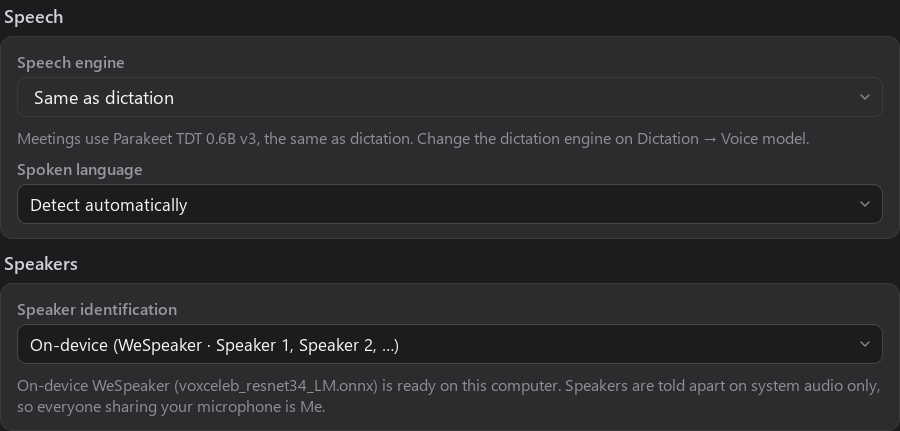 Speech
Speech engine
Same as dictation
Meetings use Parakeet TDT 0.6B v3, the same as dictation. Change the dictation engine on Dictation → Voice model.
Spoken language
Detect automatically
Speakers
Speaker identification
On-device (WeSpeaker · Speaker 1, Speaker 2, ...)
On-device WeSpeaker (voxceleb_resnet34_LM.onnx) is ready on this computer. Speakers are told apart on system audio only,
so everyone sharing your microphone is Me.